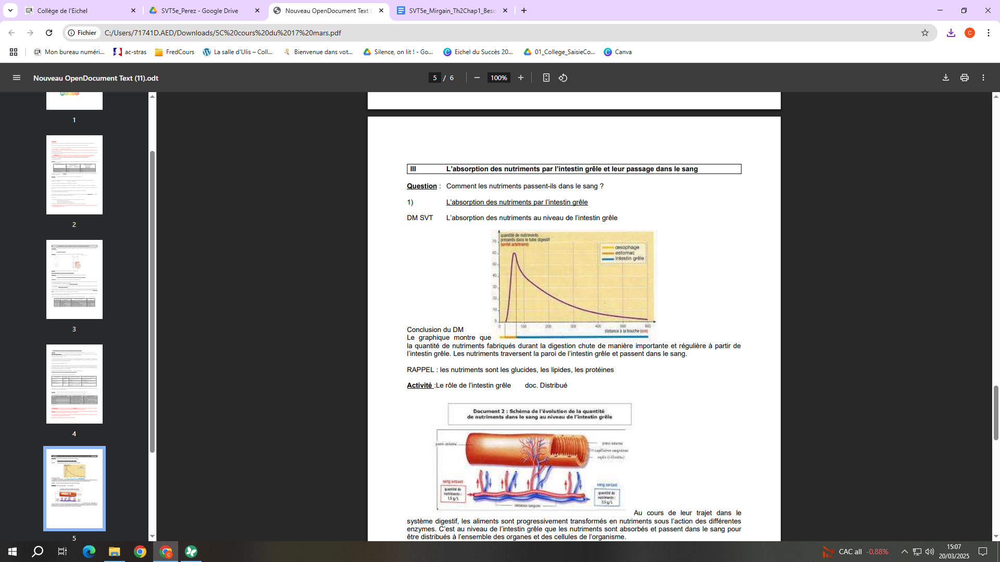 Collège de l'Eichel
SVT5e_Perez - Google Drive
Nouveau OpenDocument Text (
SVT5e_Mirgain_Th2Chap1_Beso
Fichier
C:/Users/71741D.AED/Downloads/5C%20cours%20du%2017%20mars.pdf
C
Mon bureau numéri...
ac-stras
FredCours
La salle d'Ulis – Coll...
Bienvenue dans vot...
Silence, on lit ! - Go...
Eichel du Succès 20...
01_College_SaisieCo...
Canva
Nouveau OpenDocument Text (11).odt
5 / 6
100%
1
2
3
4
5
III L'absorption des nutriments par l'intestin grêle et leur passage dans le sang
Question : Comment les nutriments passent-ils dans le sang ?
1) L'absorption des nutriments par l'intestin grêle
DM SVT L'absorption des nutriments au niveau de l'intestin grêle
quantité de nutriments
présents dans le tube digestif
(unité arbitraire)
70
60
50
40
30
20
10
0
œsophage
estomac
intestin grêle
0 100 200 300 400 500 600
distance à la bouche (cm)
Conclusion du DM
Le graphique montre que
la quantité de nutriments fabriqués durant la digestion chute de manière importante et régulière à partir de
l'intestin grêle. Les nutriments traversent la paroi de l'intestin grêle et passent dans le sang.
RAPPEL : les nutriments sont les glucides, les lipides, les protéines
Activité :Le rôle de l'intestin grêle doc. Distribué
Document 2 : Schéma de l'évolution de la quantité
de nutriments dans le sang au niveau de l'intestin grêle
paroi externe
paroi interne
capillaires sanguins
replis (villosités)
sang entrant
quantité de
nutriments :
1,5 g/L
sang sortant
quantité de
nutriments :
3,5 g/L
vaisseaux sanguins
Au cours de leur trajet dans le
système digestif, les aliments sont progressivement transformés en nutriments sous l'action des différentes
enzymes. C'est au niveau de l'intestin grêle que les nutriments sont absorbés et passent dans le sang pour
être distribués à l'ensemble des organes et des cellules de l'organisme.
CAC all -0,88%
15:07
20/03/2025